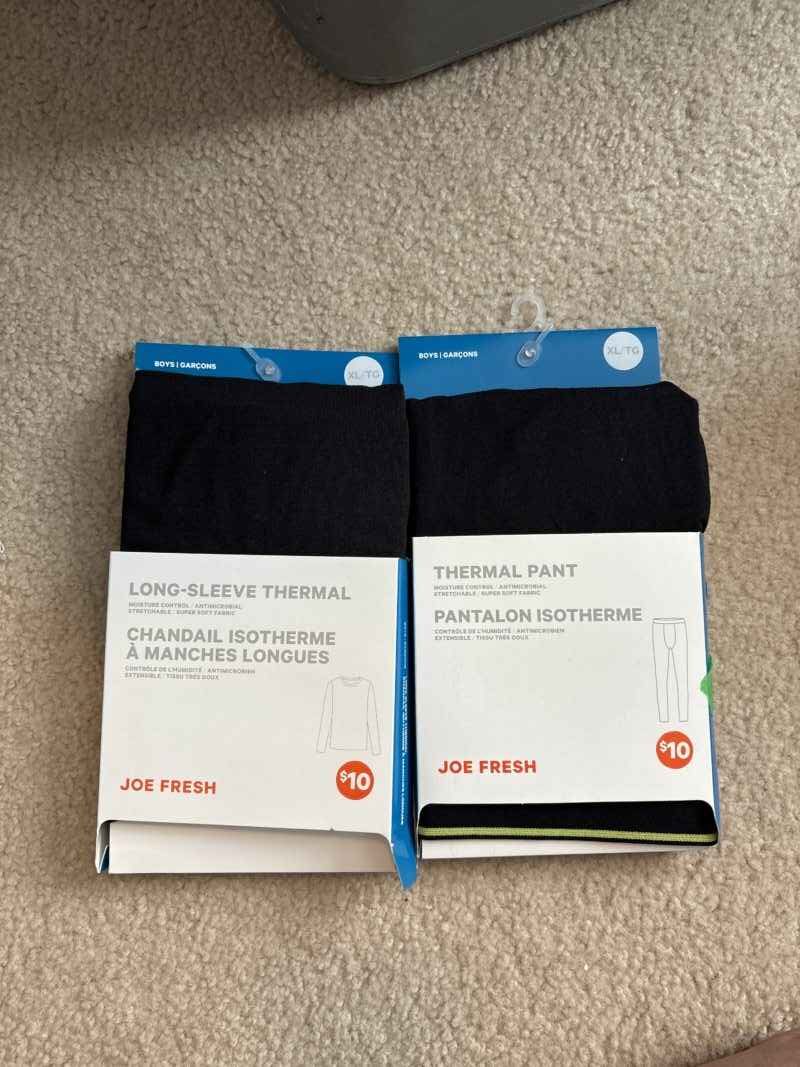 BOYS | GARÇONS
XL/TG
LONG-SLEEVE THERMAL
MOISTURE CONTROL / ANTIMICROBIAL
STRETCHABLE / SUPER SOFT FABRIC
CHANDAIL ISOTHERME
À MANCHES LONGUES
CONTRÔLE DE L'HUMIDITÉ / ANTIMICROBIEN
EXTENSIBLE / TISSU TRÈS DOUX
JOE FRESH
$10
BOYS | GARÇONS
XL/TG
THERMAL PANT
MOISTURE CONTROL / ANTIMICROBIAL
STRETCHABLE / SUPER SOFT FABRIC
PANTALON ISOTHERME
CONTRÔLE DE L'HUMIDITÉ / ANTIMICROBIEN
EXTENSIBLE / TISSU TRÈS DOUX
JOE FRESH
$10